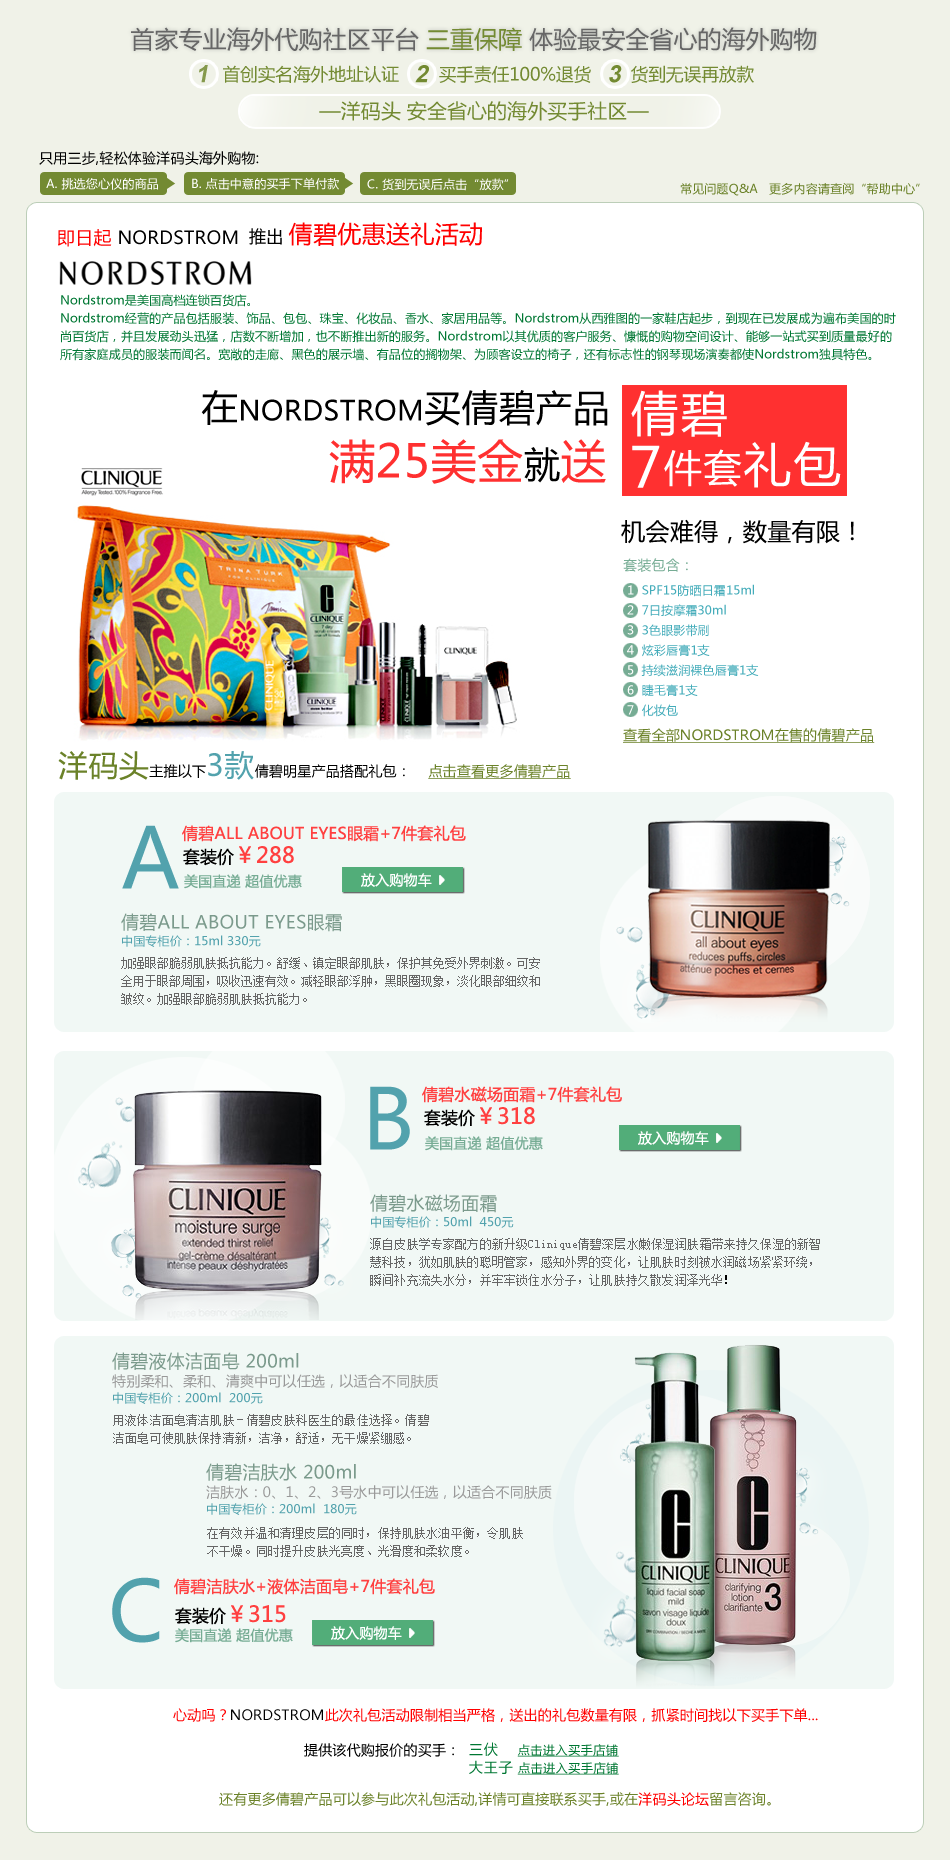 首家专业海外代购社区平台 三重保障 体验最安全省心的海外购物
1 首创实名海外地址认证 2 买手责任100%退货 3 货到无误再放款
—洋码头 安全省心的海外买手社区—
只用三步,轻松体验洋码头海外购物:
A. 挑选您心仪的商品 B. 点击中意的买手下单付款 C. 货到无误后点击“放款”
常见问题Q&A 更多内容请查阅“帮助中心”
即日起 NORDSTROM 推出 倩碧优惠送礼活动
NORDSTROM
Nordstrom是美国高档连锁百货店。
Nordstrom经营的产品包括服装、饰品、包包、珠宝、化妆品、香水、家居用品等。Nordstrom从西雅图的一家鞋店起步，到现在已发展成为遍布美国的时
尚百货店，并且发展劲头迅猛，店数不断增加，也不断推出新的服务。Nordstrom以其优质的客户服务、慷慨的购物空间设计、能够一站式买到质量最好的
所有家庭成员的服装而闻名。宽敞的走廊、黑色的展示墙、有品位的搁物架、为顾客设立的椅子，还有标志性的钢琴现场演奏都使Nordstrom独具特色。
在NORDSTROM买倩碧产品
满25美金就送
倩碧
7件套礼包
CLINIQUE
Allergy Tested. 100% Fragrance Free.
TRINA TURK
FOR CLINIQUE
CLINIQUE
7 day
scrub cream
CLINIQUE
CLINIQUE
CLINIQUE
机会难得，数量有限！
套装包含：
1 SPF15防晒日霜15ml
2 7日按摩霜30ml
3 3色眼影带刷
4 炫彩唇膏1支
5 持续滋润裸色唇膏1支
6 睫毛膏1支
7 化妆包
查看全部NORDSTROM在售的倩碧产品
洋码头主推以下3款倩碧明星产品搭配礼包： 点击查看更多倩碧产品
A 倩碧ALL ABOUT EYES眼霜+7件套礼包
套装价￥288
美国直递 超值优惠
放入购物车
倩碧ALL ABOUT EYES眼霜
中国专柜价：15ml 330元
加强眼部脆弱肌肤抵抗能力。舒缓、镇定眼部肌肤，保护其免受外界刺激。可安
全用于眼部周围，吸收迅速有效。减轻眼部浮肿，黑眼圈现象，淡化眼部细纹和
皱纹。加强眼部脆弱肌肤抵抗能力。
CLINIQUE
all about eyes
reduces puffs, circles
atténue poches et cernes
CLINIQUE
moisture surge
extended thirst relief
gel-crème désaltérant
intense peaux déshydratées
B 倩碧水磁场面霜+7件套礼包
套装价￥318
美国直递 超值优惠
放入购物车
倩碧水磁场面霜
中国专柜价：50ml 450元
源自皮肤学专家配方的新升级Clinique倩碧深层水嫩保湿润肤霜带来持久保湿的新智
慧科技，犹如肌肤的聪明管家，感知外界的变化，让肌肤时刻被水润磁场紧紧环绕，
瞬间补充流失水分，并牢牢锁住水分子，让肌肤持久散发润泽光华!
倩碧液体洁面皂 200ml
特别柔和、柔和、清爽中可以任选，以适合不同肤质
中国专柜价：200ml 200元
用液体洁面皂清洁肌肤－倩碧皮肤科医生的最佳选择。倩碧
洁面皂可使肌肤保持清新，洁净，舒适，无干燥紧绷感。
倩碧洁肤水 200ml
洁肤水：0、1、2、3号水中可以任选，以适合不同肤质
中国专柜价：200ml 180元
在有效并温和清理皮层的同时，保持肌肤水油平衡，令肌肤
不干燥。同时提升皮肤光亮度、光滑度和柔软度。
C 倩碧洁肤水+液体洁面皂+7件套礼包
套装价￥315
美国直递 超值优惠
放入购物车
CLINIQUE
liquid facial soap
mild
savon visage liquide
doux
CLINIQUE
clarifying
lotion
clarifiante 3
心动吗？NORDSTROM此次礼包活动限制相当严格，送出的礼包数量有限，抓紧时间找以下买手下单...
提供该代购报价的买手： 三伏 点击进入买手店铺
大王子 点击进入买手店铺
还有更多倩碧产品可以参与此次礼包活动,详情可直接联系买手,或在洋码头论坛留言咨询。